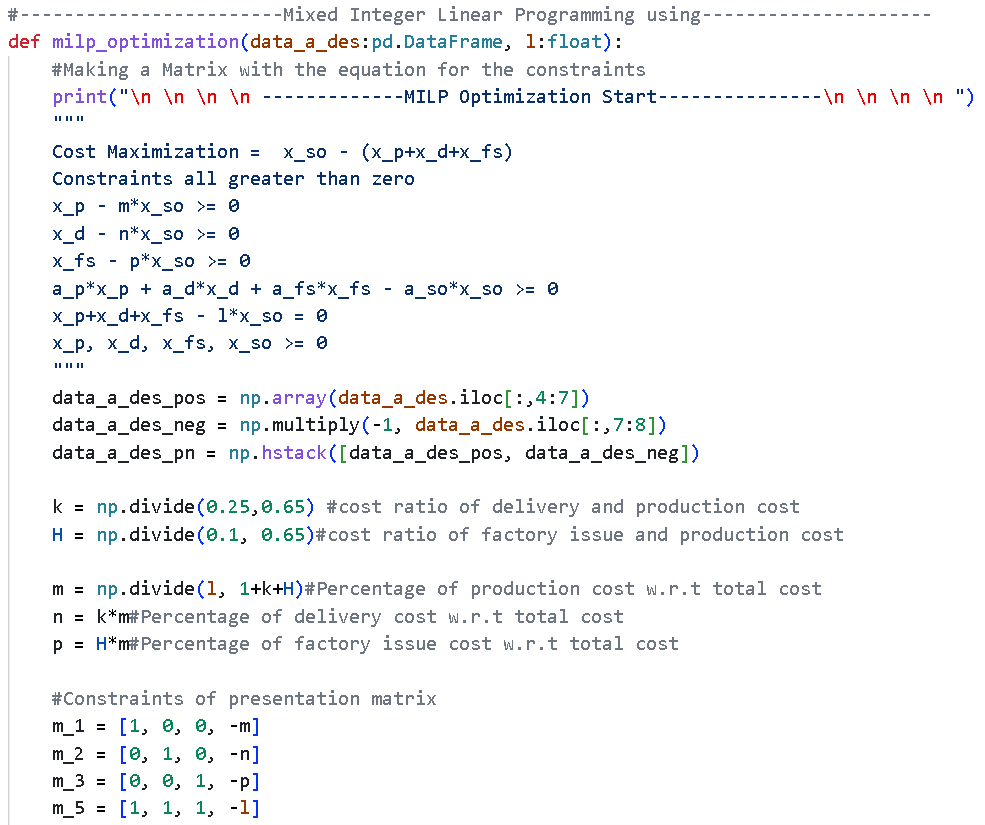 #------------------------Mixed Integer Linear Programming using---------------------
def milp_optimization(data_a_des:pd.DataFrame, l:float):
    #Making a Matrix with the equation for the constraints
    print("\n \n \n \n -------------MILP Optimization Start---------------\n \n \n \n ")
    """
    Cost Maximization =  x_so - (x_p+x_d+x_fs)
    Constraints all greater than zero
    x_p - m*x_so >= 0
    x_d - n*x_so >= 0
    x_fs - p*x_so >= 0
    a_p*x_p + a_d*x_d + a_fs*x_fs - a_so*x_so >= 0
    x_p+x_d+x_fs - l*x_so = 0
    x_p, x_d, x_fs, x_so >= 0
    """
    data_a_des_pos = np.array(data_a_des.iloc[:,4:7])
    data_a_des_neg = np.multiply(-1, data_a_des.iloc[:,7:8])
    data_a_des_pn = np.hstack([data_a_des_pos, data_a_des_neg])

    k = np.divide(0.25,0.65) #cost ratio of delivery and production cost
    H = np.divide(0.1, 0.65)#cost ratio of factory issue and production cost

    m = np.divide(l, 1+k+H)#Percentage of production cost w.r.t total cost
    n = k*m#Percentage of delivery cost w.r.t total cost
    p = H*m#Percentage of factory issue cost w.r.t total cost

    #Constraints of presentation matrix
    m_1 = [1, 0, 0, -m]
    m_2 = [0, 1, 0, -n]
    m_3 = [0, 0, 1, -p]
    m_5 = [1, 1, 1, -l]